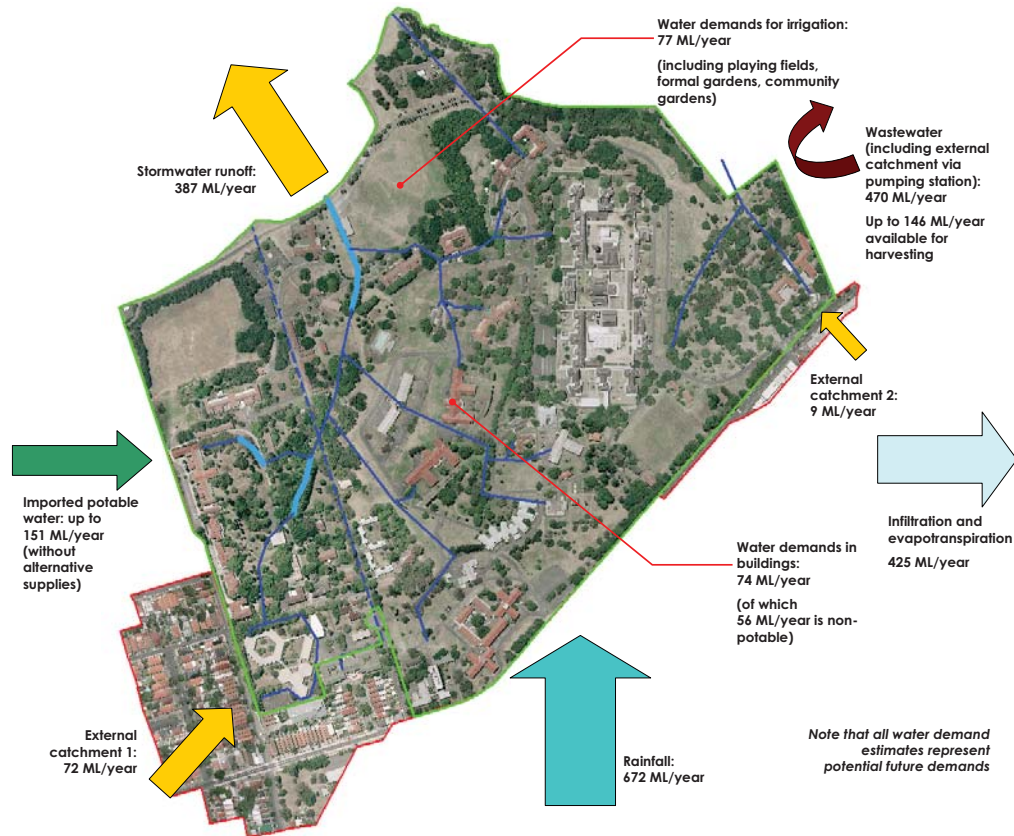 Water demands for irrigation:
77 ML/year
(including playing fields,
formal gardens, community
gardens)
Stormwater runoff:
387 ML/year
Wastewater
(including external
catchment via
pumping station):
470 ML/year
Up to 146 ML/year
available for
harvesting
External
catchment 2:
9 ML/year
Imported potable
water: up to
151 ML/year
(without
alternative
supplies)
Infiltration and
evapotranspiration
425 ML/year
Water demands in
buildings:
74 ML/year
(of which
56 ML/year is non-
potable)
External
catchment 1:
72 ML/year
Rainfall:
672 ML/year
Note that all water demand
estimates represent
potential future demands